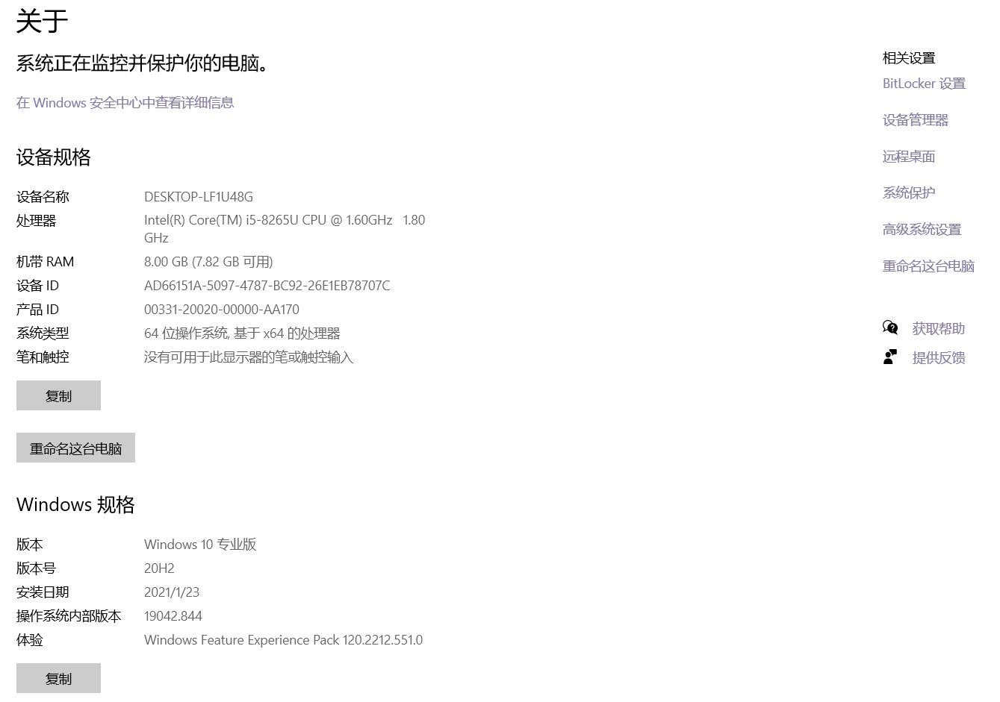 关于
系统正在监控并保护你的电脑。
在 Windows 安全中心中查看详细信息
设备规格
设备名称 DESKTOP-LF1U48G
处理器 Intel(R) Core(TM) i5-8265U CPU @ 1.60GHz 1.80
GHz
机带 RAM 8.00 GB (7.82 GB 可用)
设备 ID AD66151A-5097-4787-BC92-26E1EB78707C
产品 ID 00331-20020-00000-AA170
系统类型 64 位操作系统, 基于 x64 的处理器
笔和触控 没有可用于此显示器的笔或触控输入
复制
重命名这台电脑
Windows 规格
版本 Windows 10 专业版
版本号 20H2
安装日期 2021/1/23
操作系统内部版本 19042.844
体验 Windows Feature Experience Pack 120.2212.551.0
复制
相关设置
BitLocker 设置
设备管理器
远程桌面
系统保护
高级系统设置
重命名这台电脑
获取帮助
提供反馈